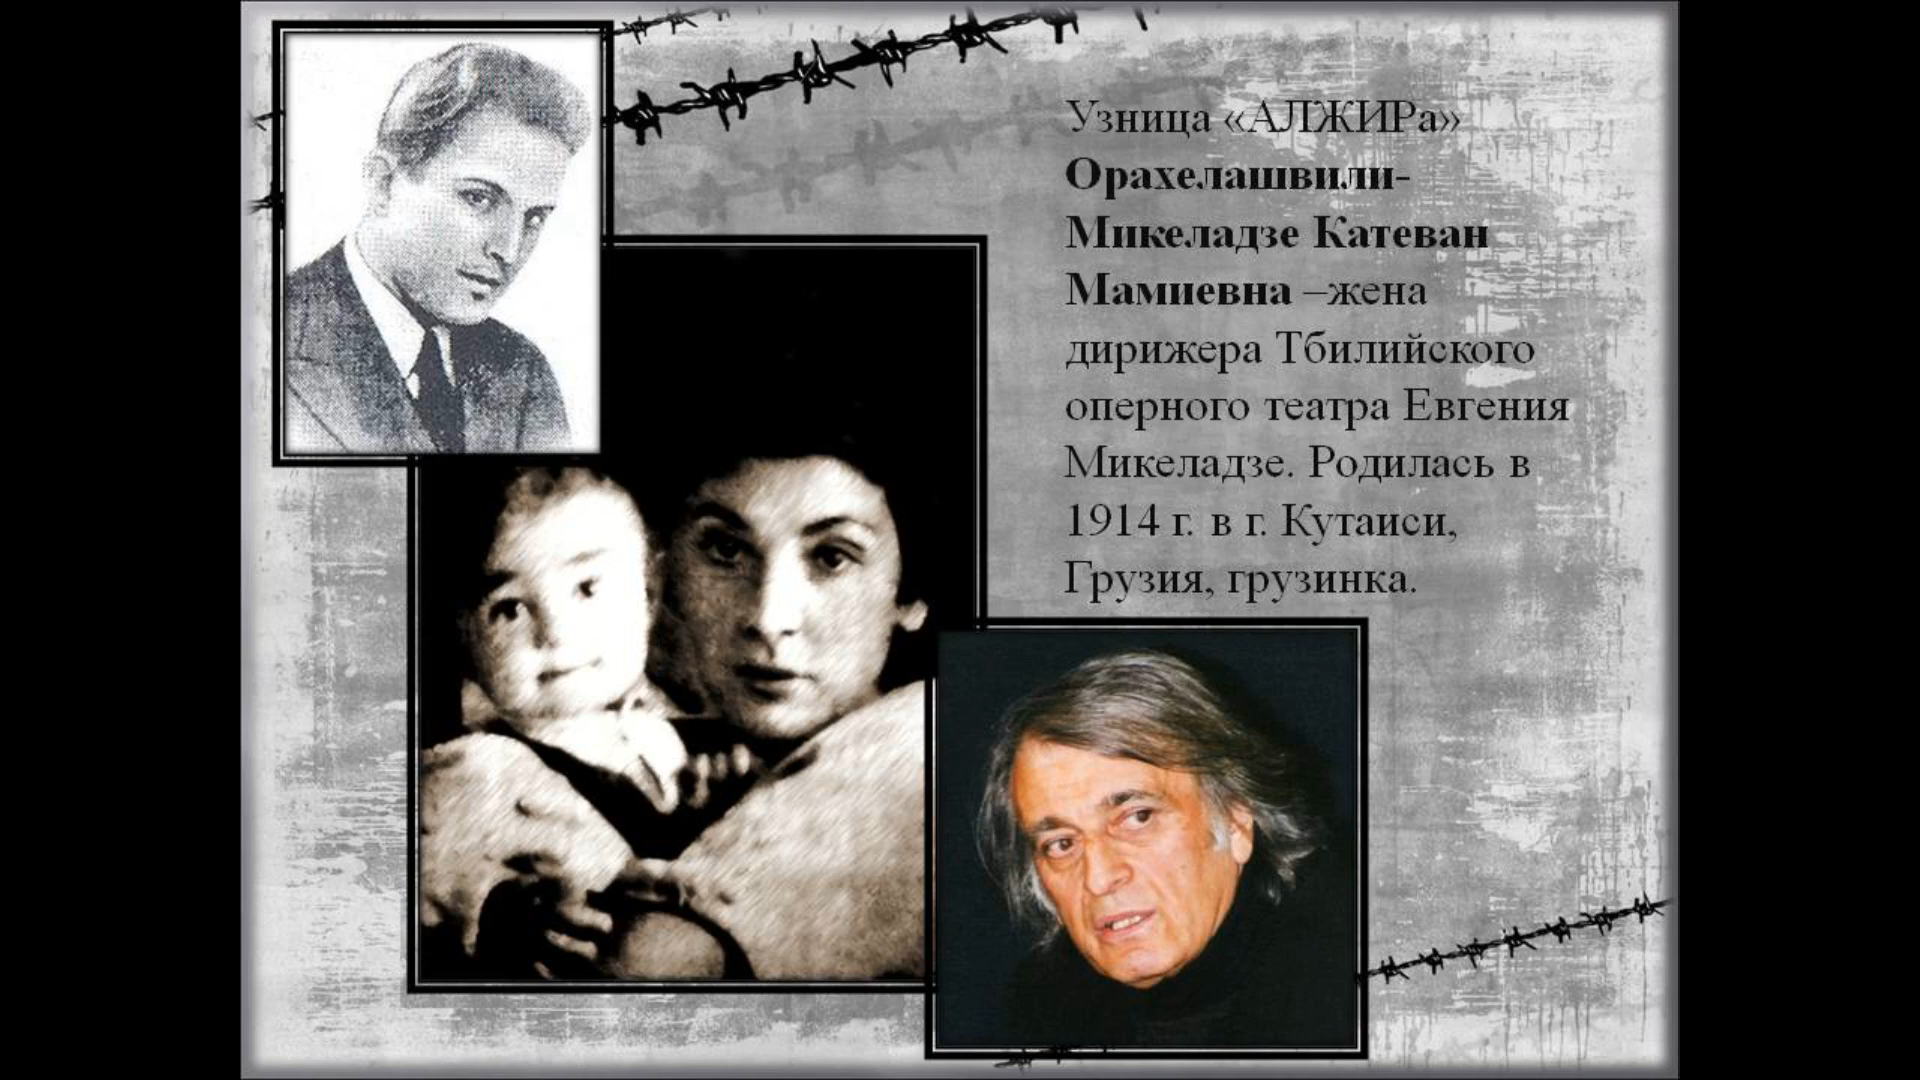 Узница «АЛЖИРа»
Орахелашвили-
Микеладзе Катеван
Мамиевна –жена
дирижера Тбилийского
оперного театра Евгения
Микеладзе. Родилась в
1914 г. в г. Кутаиси,
Грузия, грузинка.